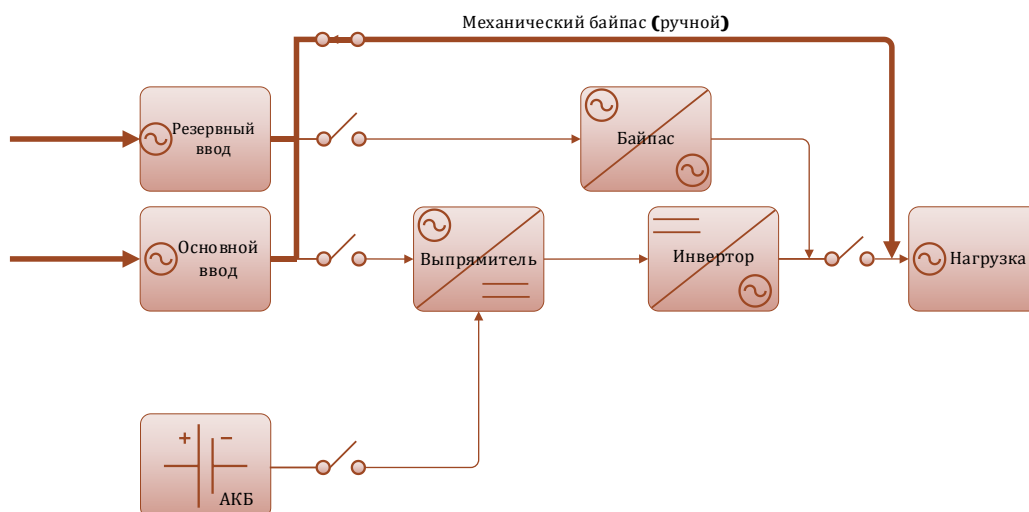 Механический байпас (ручной)
Резервный
ввод
Байпас
Основной
ввод
Выпрямитель
Инвертор
Нагрузка
+ −
АКБ